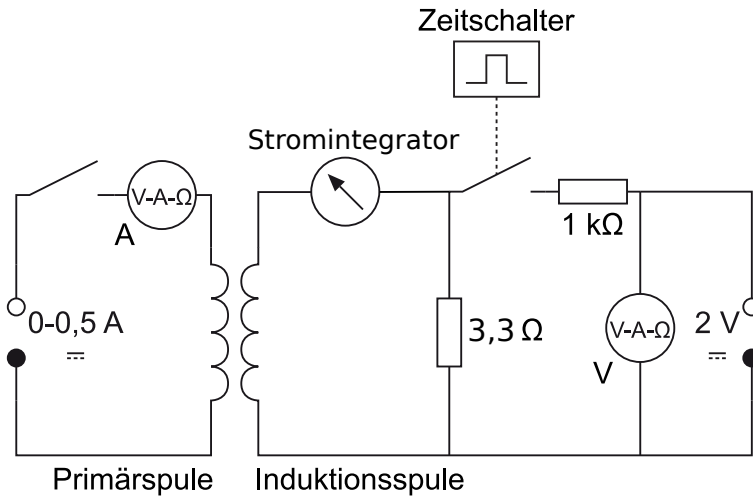 Zeitschalter
Stromintegrator
V-A-Ω
A
1 kΩ
0-0,5 A
3,3 Ω
V-A-Ω
V
2 V
Primärspule
Induktionsspule